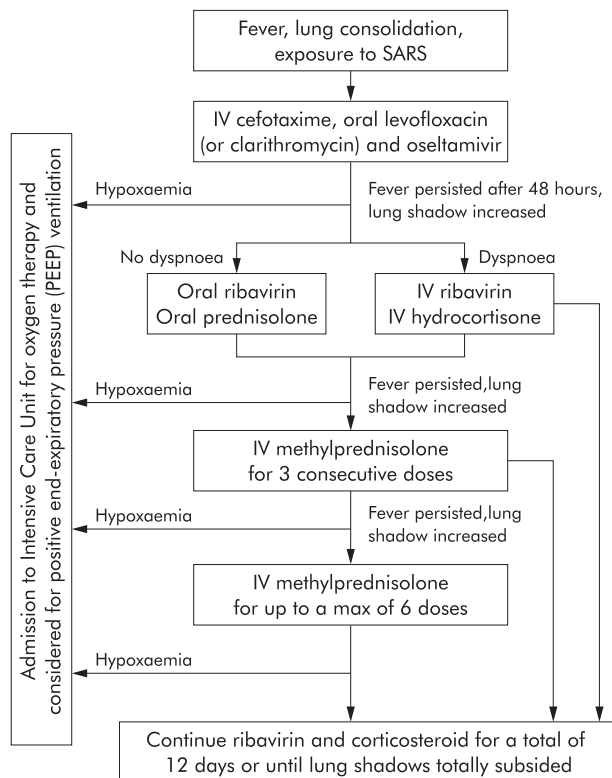 Fever, lung consolidation,
exposure to SARS
IV cefotaxime, oral levofloxacin
(or clarithromycin) and oseltamivir
Hypoxaemia
Fever persisted after 48 hours,
lung shadow increased
No dyspnoea
Dyspnoea
Oral ribavirin
Oral prednisolone
IV ribavirin
IV hydrocortisone
Hypoxaemia
Fever persisted,lung
shadow increased
IV methylprednisolone
for 3 consecutive doses
Hypoxaemia
Fever persisted,lung
shadow increased
IV methylprednisolone
for up to a max of 6 doses
Hypoxaemia
Continue ribavirin and corticosteroid for a total of
12 days or until lung shadows totally subsided
Admission to Intensive Care Unit for oxygen therapy and
considered for positive end-expiratory pressure (PEEP) ventilation